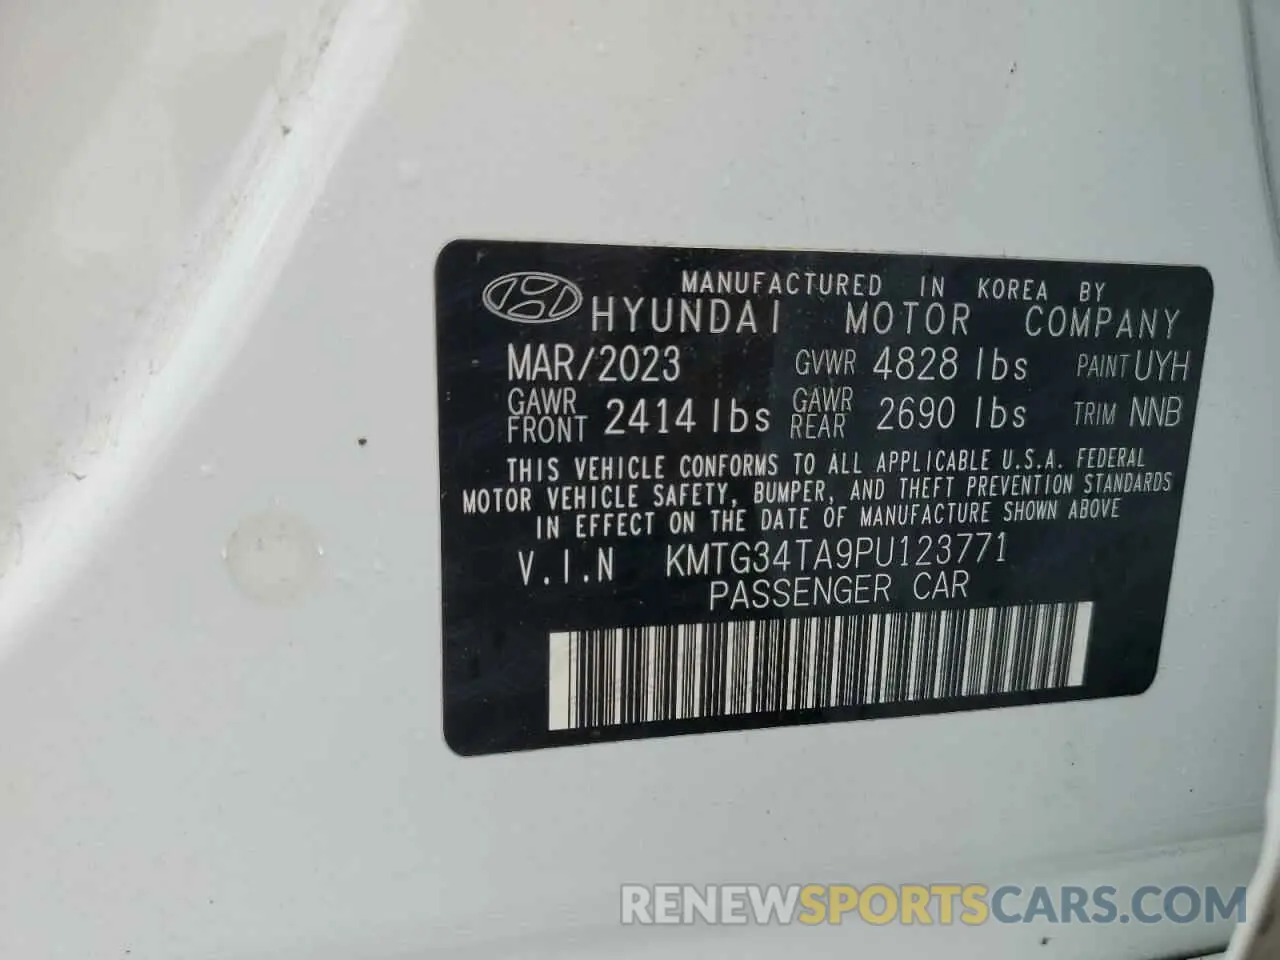 MANUFACTURED IN KOREA BY
HYUNDAI MOTOR COMPANY
MAR/2023 GVWR 4828 lbs PAINT UYH
GAWR FRONT 2414 lbs GAWR REAR 2690 lbs TRIM NNB
THIS VEHICLE CONFORMS TO ALL APPLICABLE U.S.A. FEDERAL
MOTOR VEHICLE SAFETY, BUMPER, AND THEFT PREVENTION STANDARDS
IN EFFECT ON THE DATE OF MANUFACTURE SHOWN ABOVE
V.I.N KMTG34TA9PU123771
PASSENGER CAR
RENEWSPORTSCARS.COM